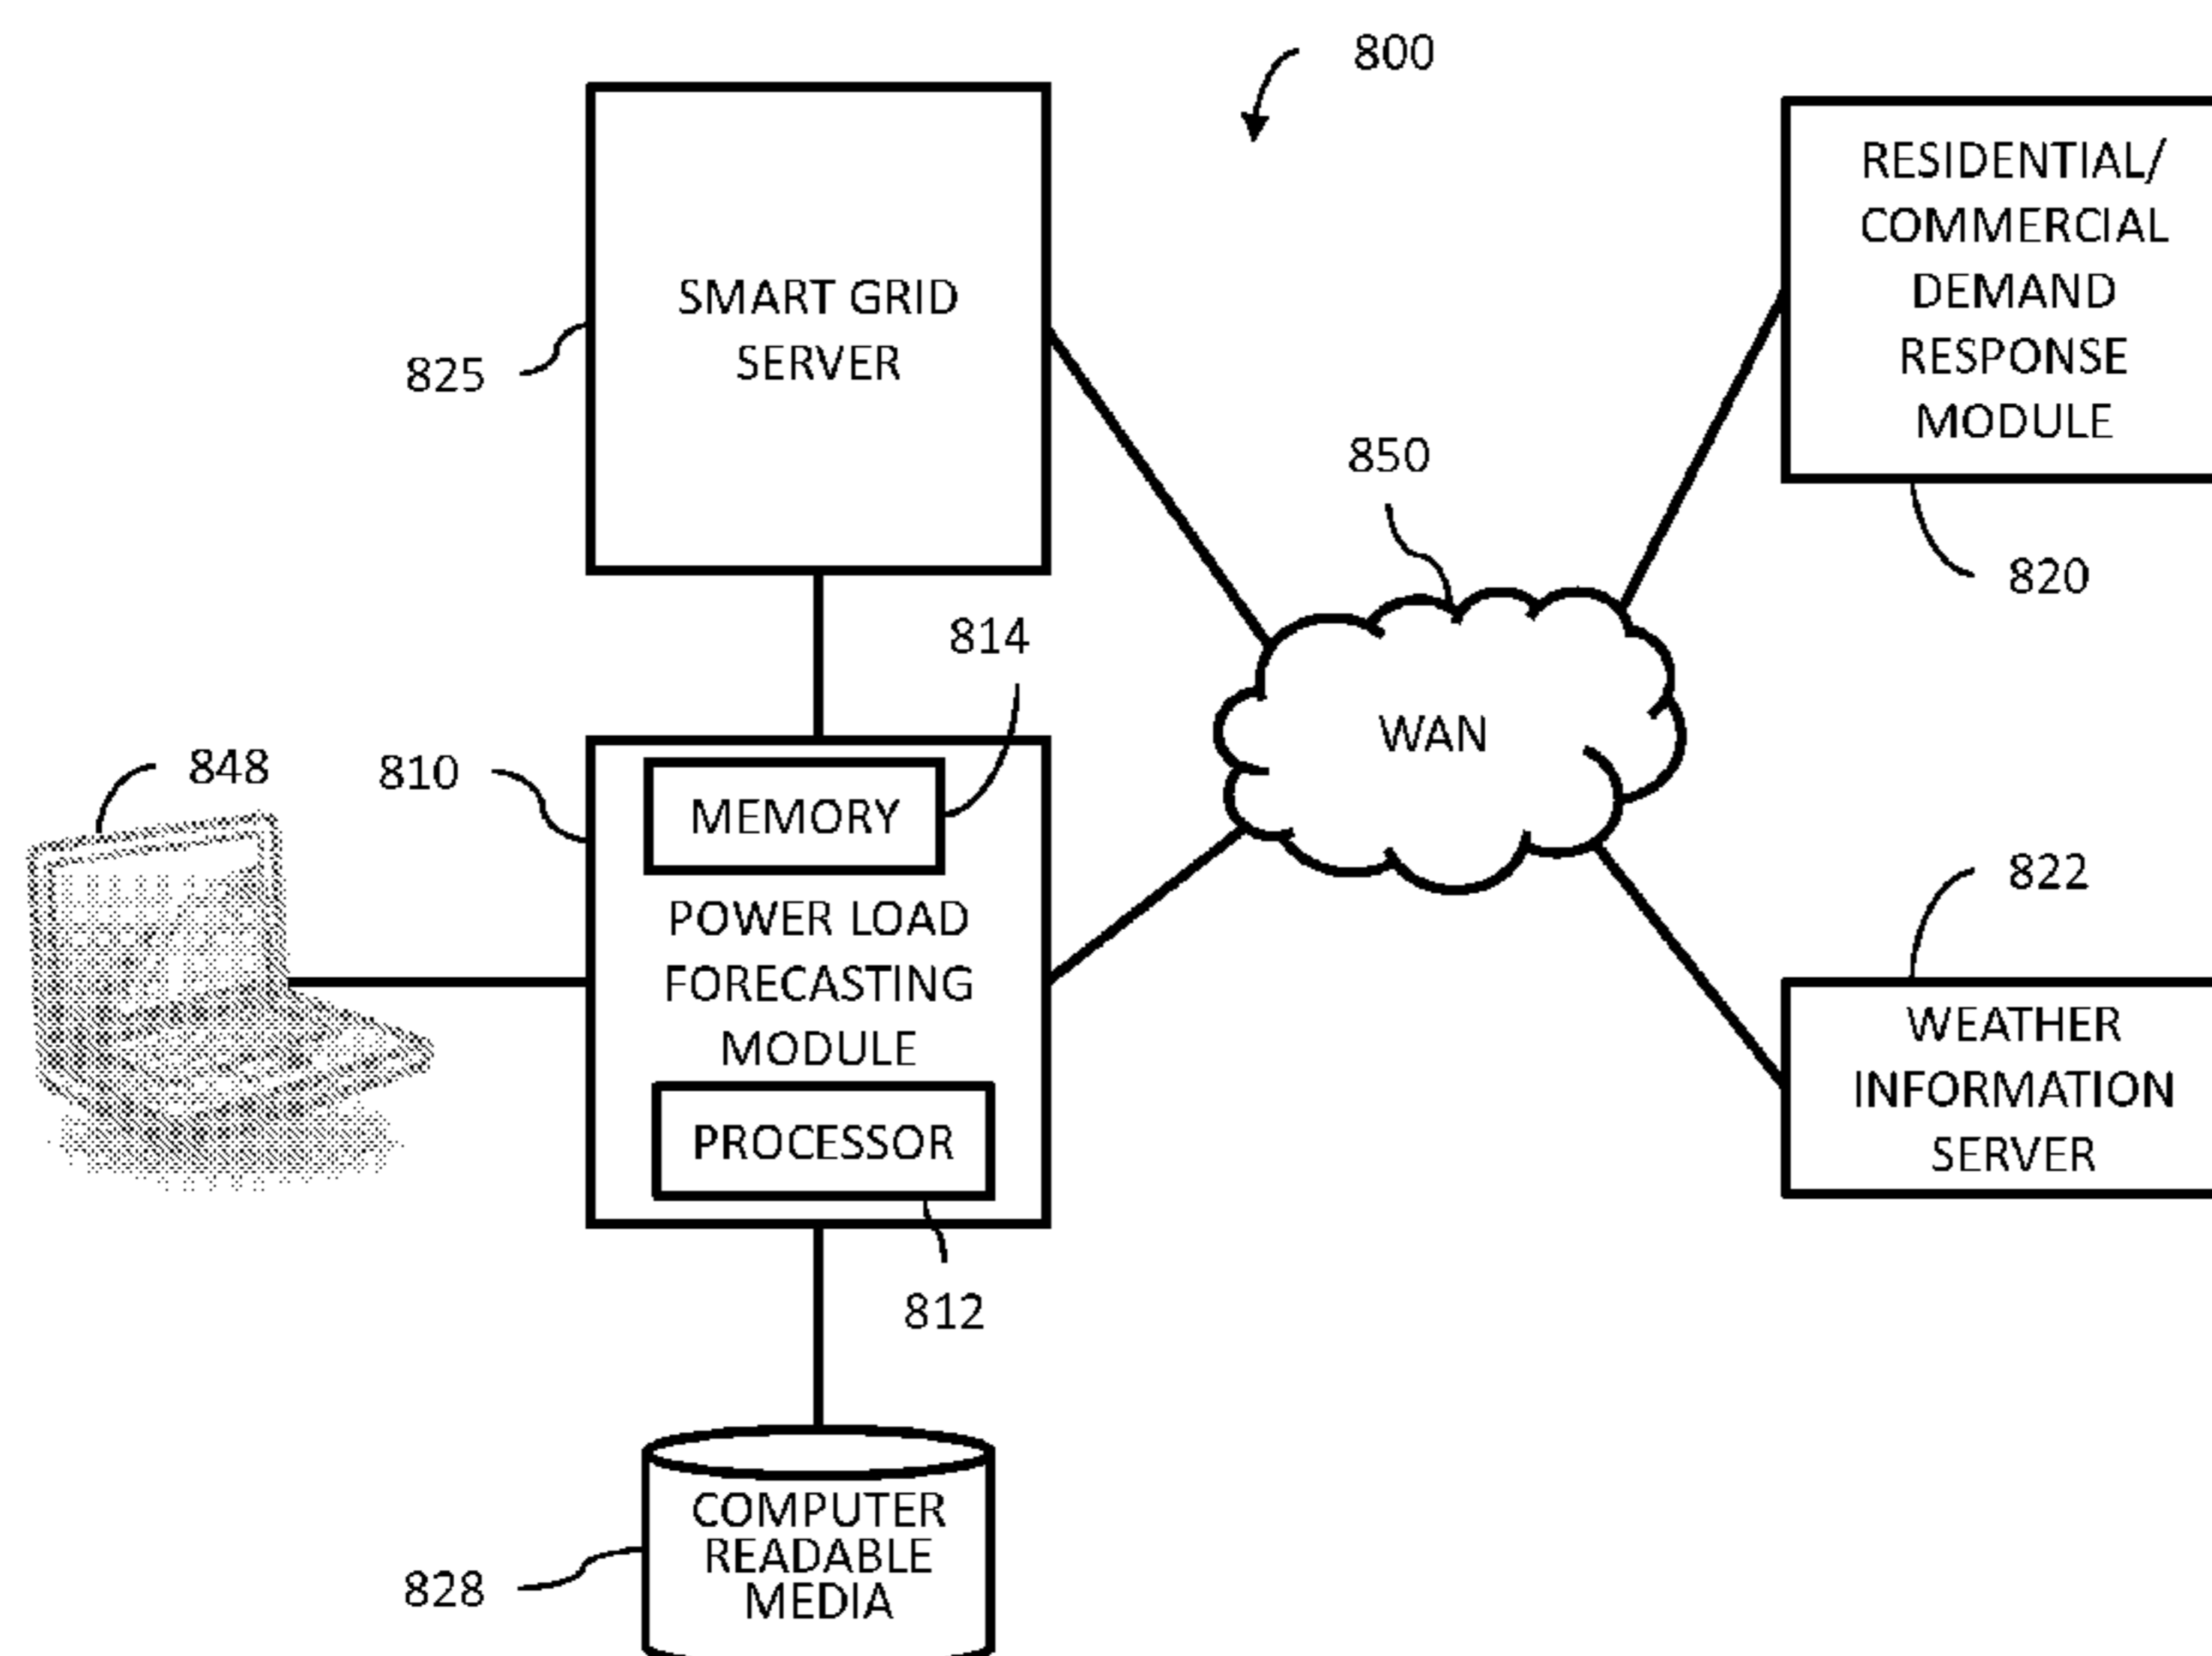 800
SMART GRID
SERVER
825
RESIDENTIAL/
COMMERCIAL
DEMAND
RESPONSE
MODULE
820
850
WAN
814
848
810
MEMORY
POWER LOAD
FORECASTING
MODULE
PROCESSOR
812
822
WEATHER
INFORMATION
SERVER
COMPUTER
READABLE
MEDIA
828